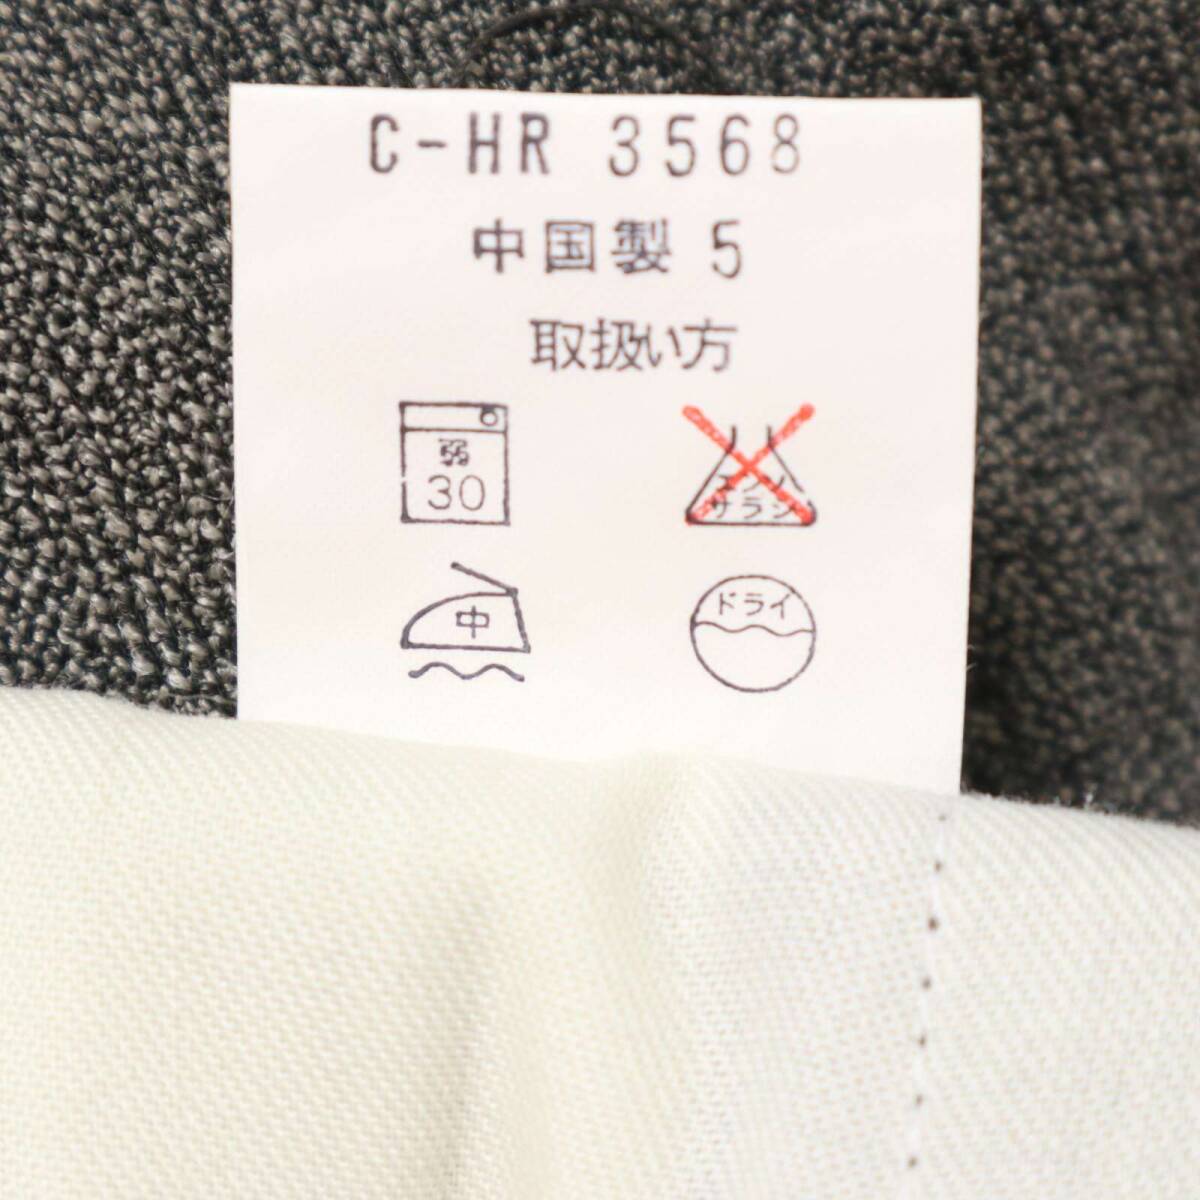 C-HR 3568
中国製 5
取扱い方
弱
30
エンソ
サラシ
中
ドライ